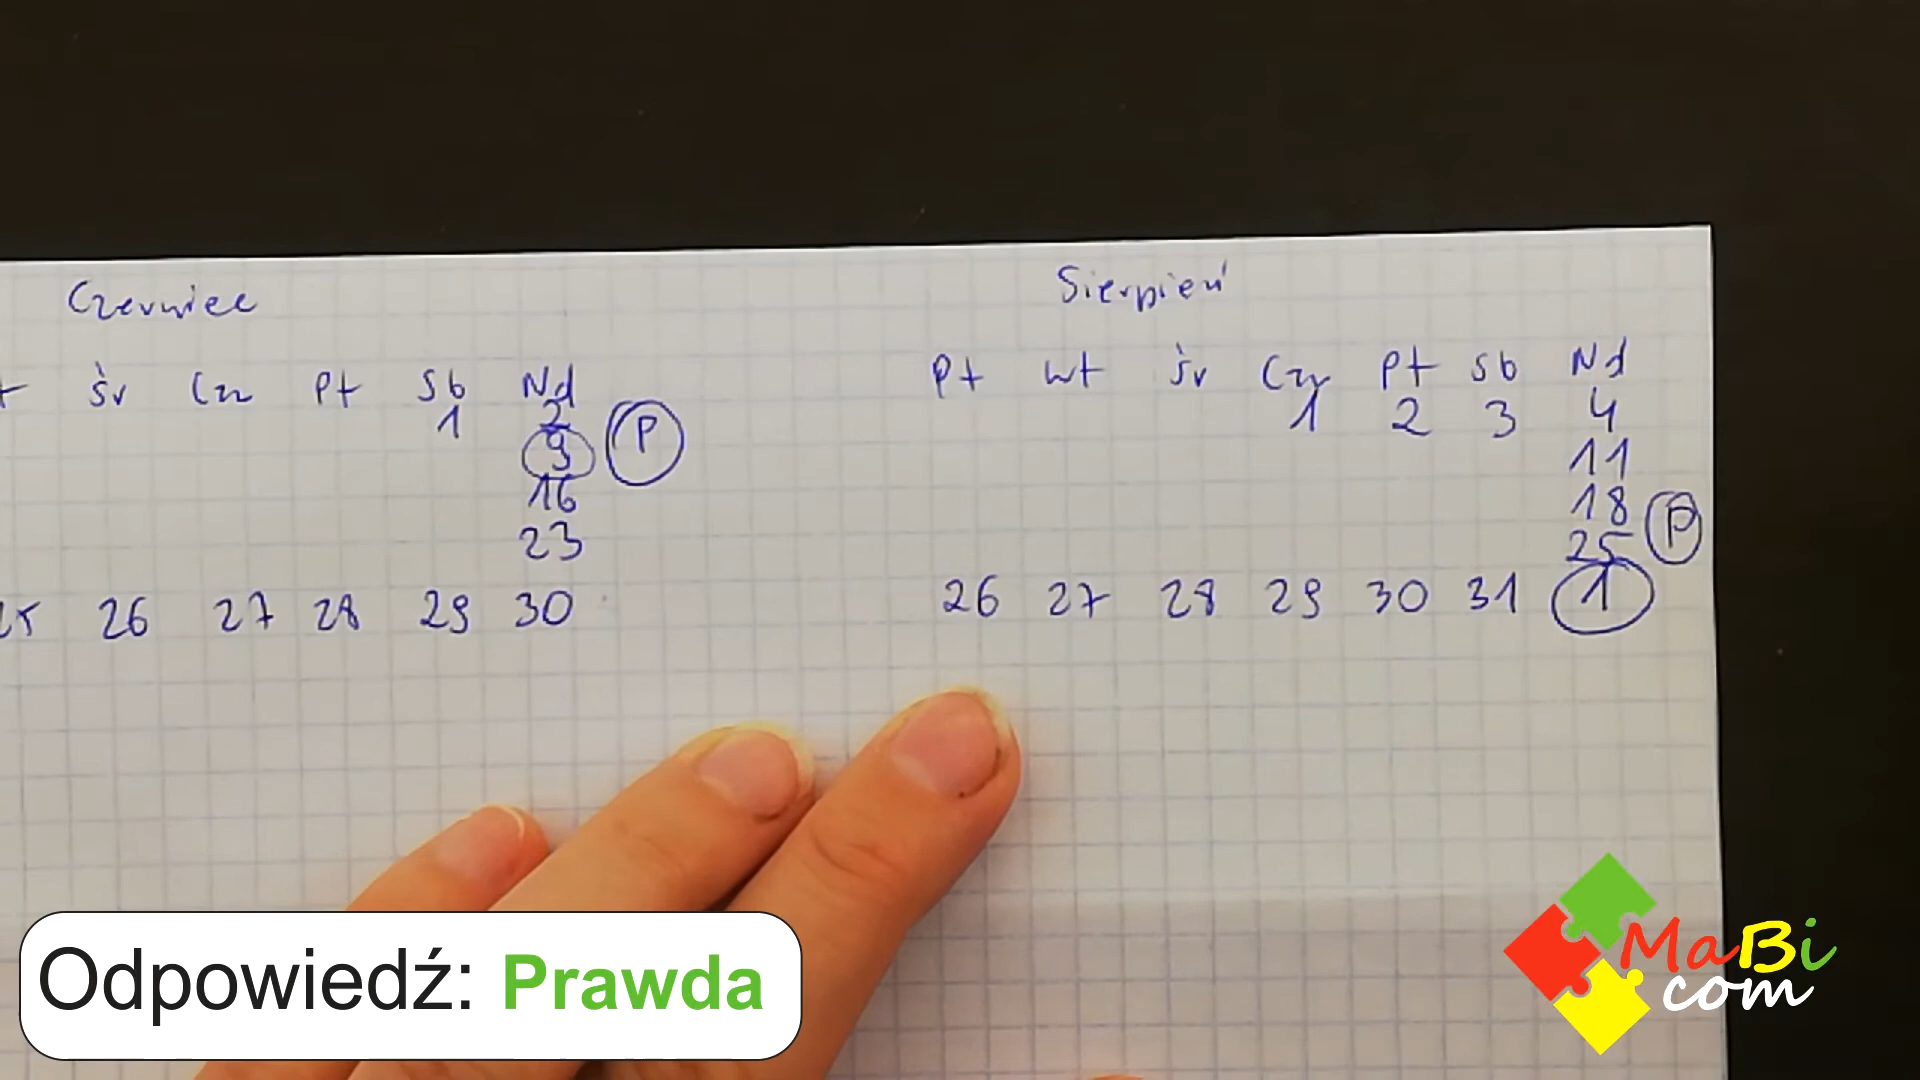 Czerwiec
śr Cz Pt Sb Nd
1 2
9 P
16
23
25 26 27 28 29 30
Sierpień
Pt wt śr Cz Pt Sb Nd
1 2 3 4
11
18 P
25
26 27 28 29 30 31 1
Odpowiedź: Prawda
MaBi
com